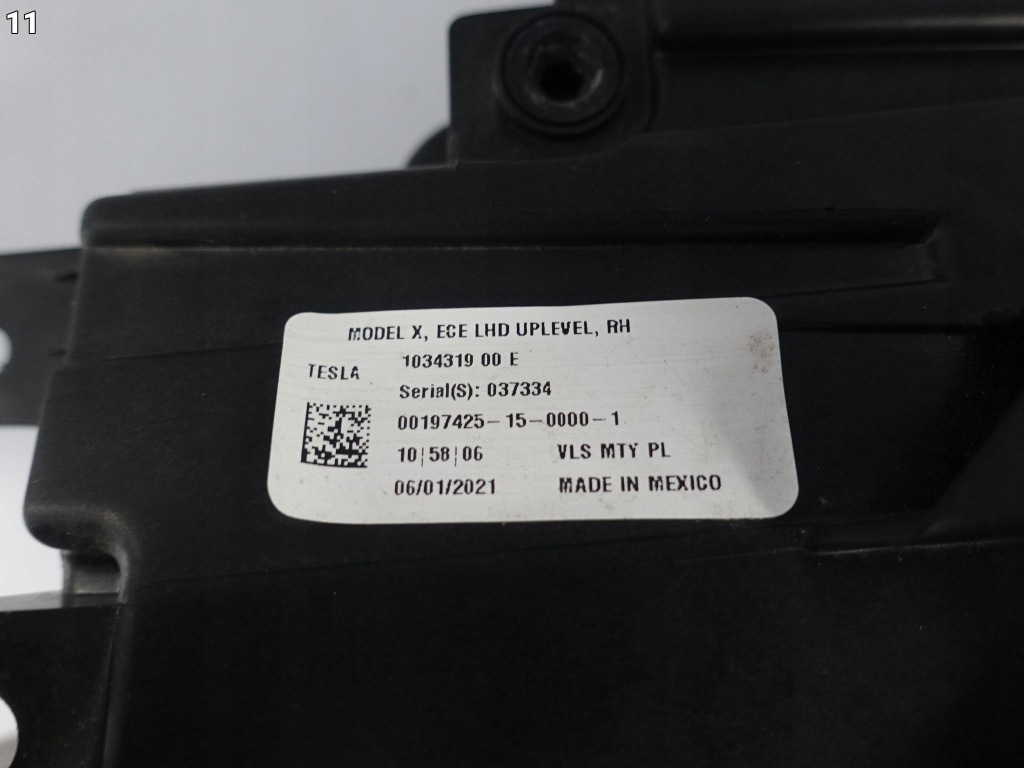 11
MODEL X, ECE LHD UPLEVEL, RH
TESLA
1034319 00 E
Serial(S): 037334
00197425-15-0000-1
10¦58¦06 VLS MTY PL
06/01/2021 MADE IN MEXICO